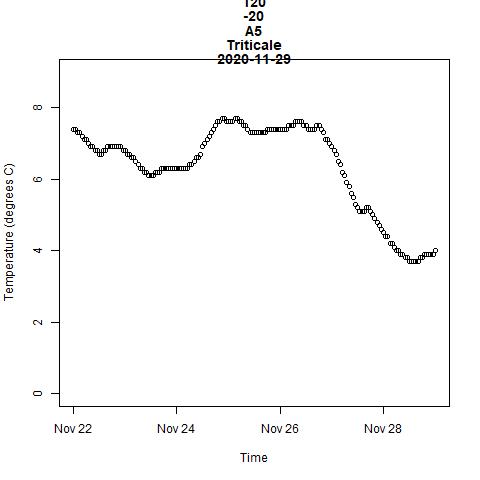 120
-20
A5
Triticale
2020-11-29
Temperature (degrees C)
8
6
4
2
0
Nov 22 Nov 24 Nov 26 Nov 28
Time